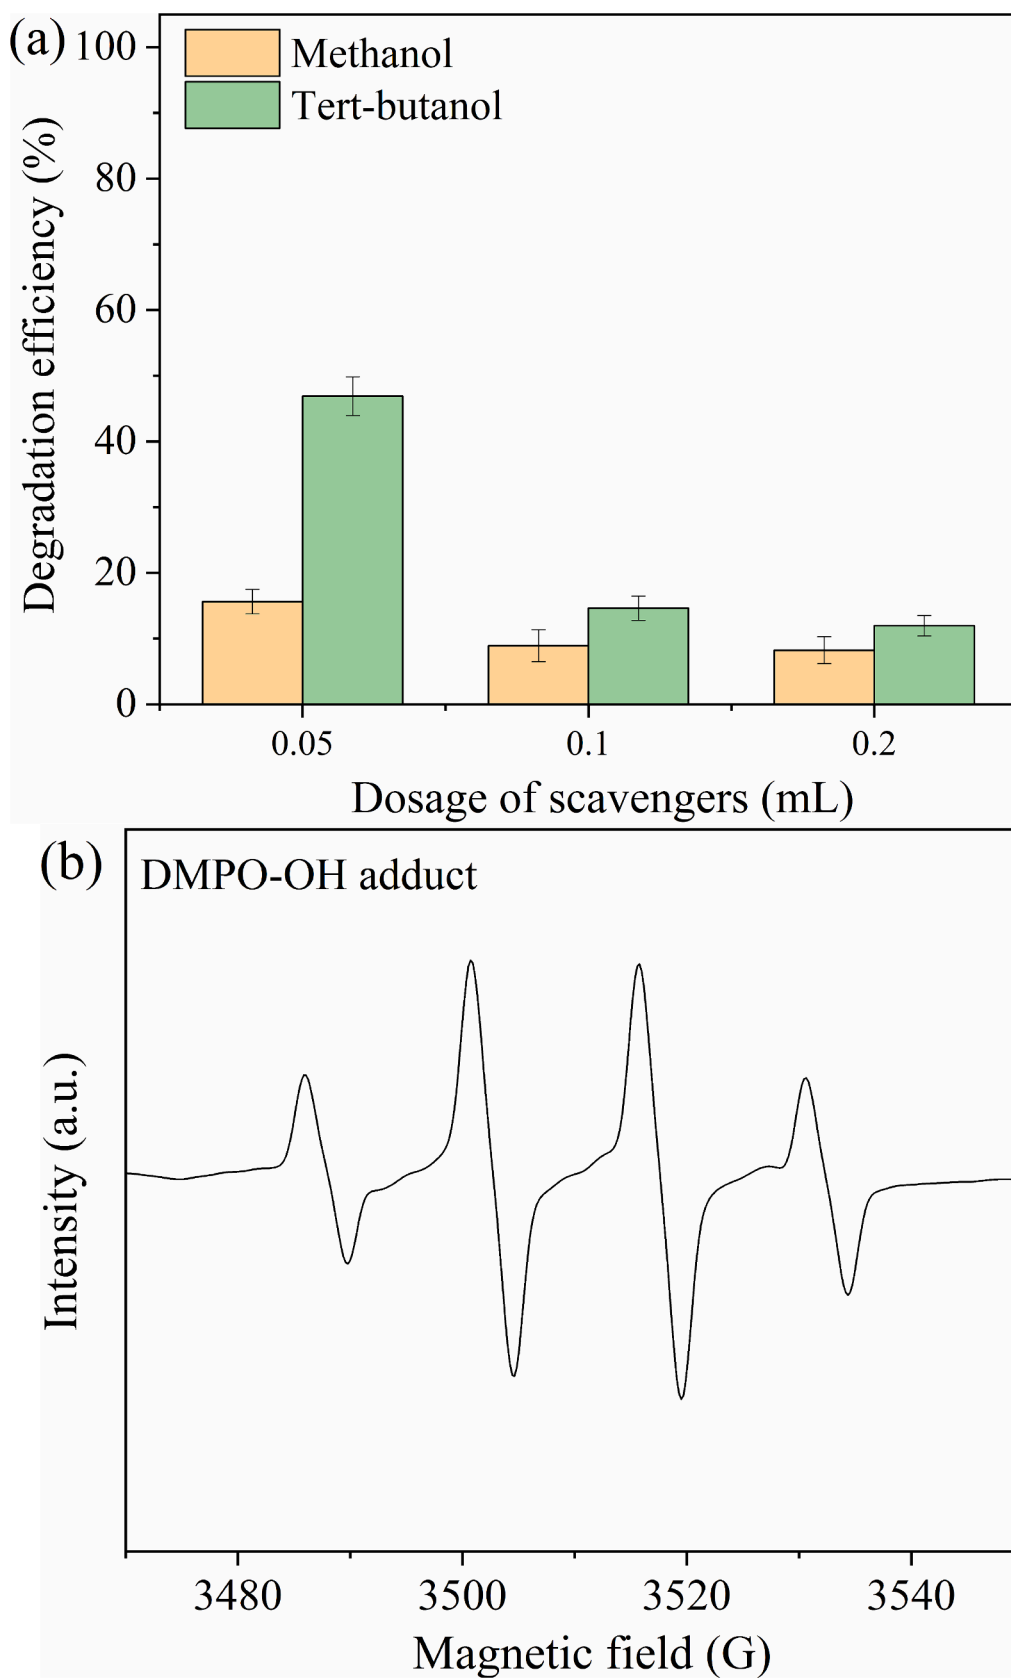 (a)
Methanol
Tert-butanol
Degradation efficiency (%)
100
80
60
40
20
0
0.05 0.1 0.2
Dosage of scavengers (mL)
(b)
DMPO-OH adduct
Intensity (a.u.)
3480 3500 3520 3540
Magnetic field (G)